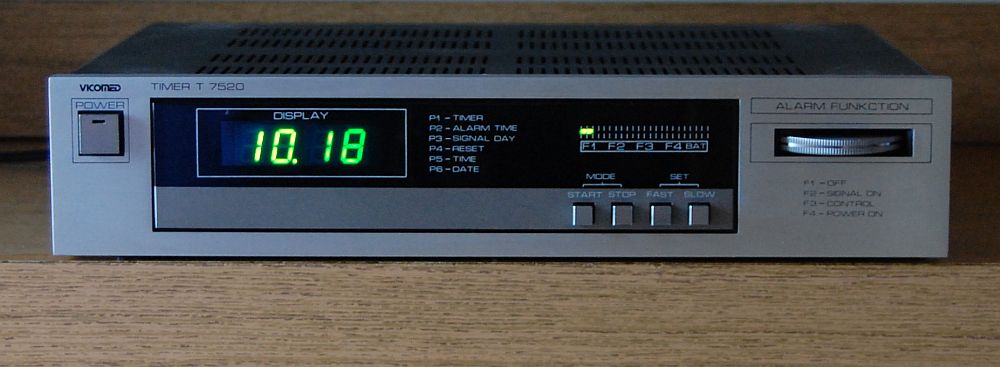 VICOMED
TIMER T 7520
POWER
DISPLAY
10.18
P1 - TIMER
P2 - ALARM TIME
P3 - SIGNAL DAY
P4 - RESET
P5 - TIME
P6 - DATE
F1 F2 F3 F4 BAT
MODE SET
START STOP FAST SLOW
ALARM FUNKCTION
F1 - OFF
F2 - SIGNAL ON
F3 - CONTROL
F4 - POWER ON